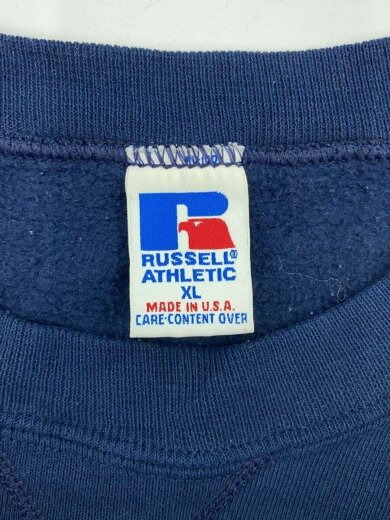 RUSSELL®
ATHLETIC
XL
MADE IN U.S.A.
CARE-CONTENT OVER